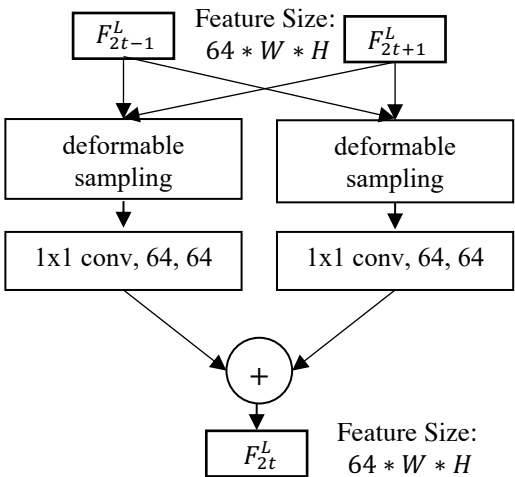 F^L_{2t−1} Feature Size: F^L_{2t+1}
64 ∗ W ∗ H
deformable sampling
deformable sampling
1x1 conv, 64, 64
1x1 conv, 64, 64
+
F^L_{2t} Feature Size:
64 ∗ W ∗ H